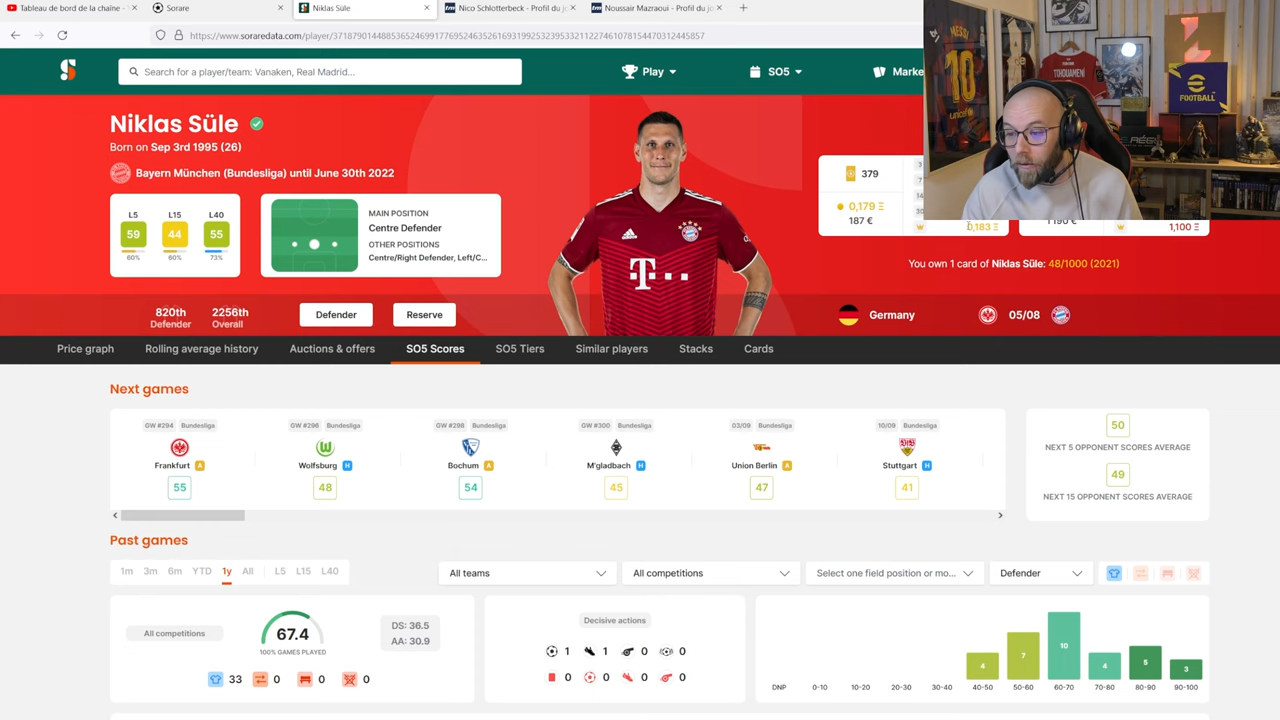 Tableau de bord de la chaîne -
Sorare
Niklas Süle
Nico Schlotterbeck - Profil du jo
Noussair Mazraoui - Profil du jo
https://www.soraredata.com/player/37187901448853652469917769524635261693199253239533211227461078154470312445857
Search for a player/team: Vanaken, Real Madrid...
Play
SO5
Marke
Niklas Süle
Born on Sep 3rd 1995 (26)
Bayern München (Bundesliga) until June 30th 2022
L5
L15
L40
59
44
55
60%
60%
73%
MAIN POSITION
Centre Defender
OTHER POSITIONS
Centre/Right Defender, Left/C...
379
0,179 Ξ
187 €
0,183 Ξ
1,100 Ξ
You own 1 card of Niklas Süle: 48/1000 (2021)
820th
Defender
2256th
Overall
Defender
Reserve
Germany
05/08
Price graph
Rolling average history
Auctions & offers
SO5 Scores
SO5 Tiers
Similar players
Stacks
Cards
Next games
GW #294 Bundesliga
GW #296 Bundesliga
GW #298 Bundesliga
GW #300 Bundesliga
03/09 Bundesliga
10/09 Bundesliga
Frankfurt A
Wolfsburg H
Bochum A
M'gladbach H
Union Berlin A
Stuttgart H
55
48
54
45
47
41
50
NEXT 5 OPPONENT SCORES AVERAGE
49
NEXT 15 OPPONENT SCORES AVERAGE
Past games
1m
3m
6m
YTD
1y
All
L5
L15
L40
All teams
All competitions
Select one field position or mo...
Defender
All competitions
67.4
100% GAMES PLAYED
DS: 36.5
AA: 30.9
33
0
0
0
Decisive actions
1
1
0
0
0
0
0
0
4
7
10
4
5
3
DNP
0-10
10-20
20-30
30-40
40-50
50-60
60-70
70-80
80-90
90-100
MESSI
10
unicef
TCHOUAMENI
FOOTBALL